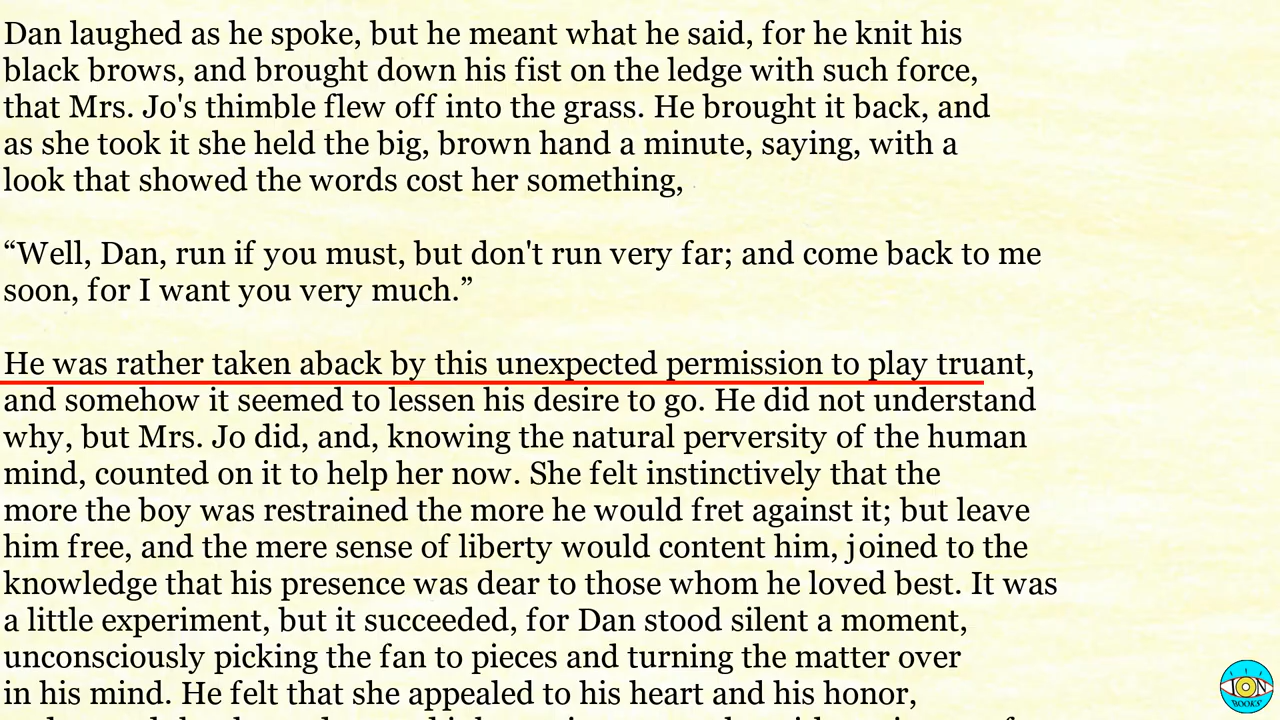 Dan laughed as he spoke, but he meant what he said, for he knit his
black brows, and brought down his fist on the ledge with such force,
that Mrs. Jo's thimble flew off into the grass. He brought it back, and
as she took it she held the big, brown hand a minute, saying, with a
look that showed the words cost her something,
“Well, Dan, run if you must, but don't run very far; and come back to me
soon, for I want you very much.”
He was rather taken aback by this unexpected permission to play truant,
and somehow it seemed to lessen his desire to go. He did not understand
why, but Mrs. Jo did, and, knowing the natural perversity of the human
mind, counted on it to help her now. She felt instinctively that the
more the boy was restrained the more he would fret against it; but leave
him free, and the mere sense of liberty would content him, joined to the
knowledge that his presence was dear to those whom he loved best. It was
a little experiment, but it succeeded, for Dan stood silent a moment,
unconsciously picking the fan to pieces and turning the matter over
in his mind. He felt that she appealed to his heart and his honor,
ION
BOOKS